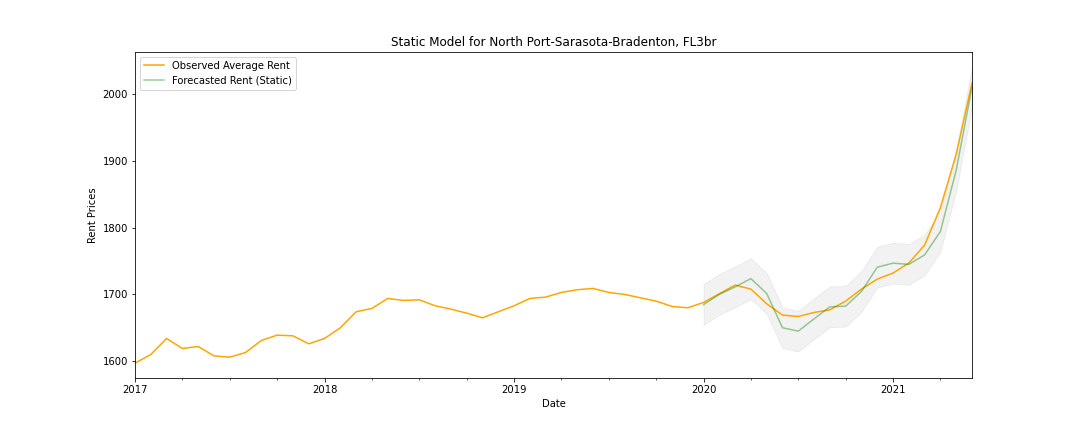 Static Model for North Port-Sarasota-Bradenton, FL3br
Observed Average Rent
Forecasted Rent (Static)
2000
1900
1800
1700
1600
Rent Prices
2017 2018 2019 2020 2021
Date